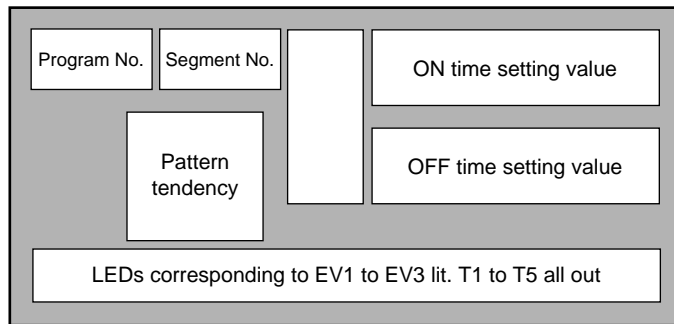 Program No.
Segment No.
ON time setting value
Pattern
tendency
OFF time setting value
LEDs corresponding to EV1 to EV3 lit. T1 to T5 all out